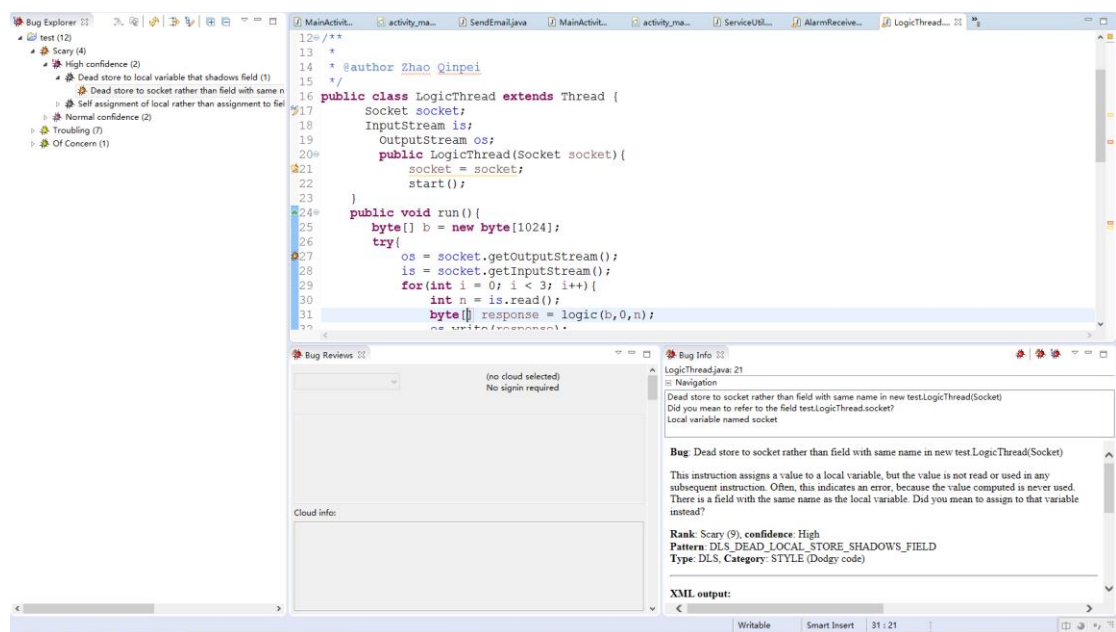 Bug Explorer
test (12)
Scary (4)
High confidence (2)
Dead store to local variable that shadows field (1)
Dead store to socket rather than field with same n
Self assignment of local rather than assignment to fiel
Normal confidence (2)
Troubling (7)
Of Concern (1)
MainActivit... activity_ma... SendEmail.java MainActivit... activity_ma... ServiceUtil.... AlarmReceive... LogicThread....
12 /**
13 *
14 * @author Zhao Qinpei
15 */
16 public class LogicThread extends Thread {
17 Socket socket;
18 InputStream is;
19 OutputStream os;
20 public LogicThread(Socket socket){
21 socket = socket;
22 start();
23 }
24 public void run(){
25 byte[] b = new byte[1024];
26 try{
27 os = socket.getOutputStream();
28 is = socket.getInputStream();
29 for(int i = 0; i < 3; i++){
30 int n = is.read();
31 byte[] response = logic(b,0,n);
32 os.write(response);
Bug Reviews
(no cloud selected)
No signin required
Cloud info:
Bug Info
LogicThread.java: 21
Navigation
Dead store to socket rather than field with same name in new test.LogicThread(Socket)
Did you mean to refer to the field test.LogicThread.socket?
Local variable named socket
Bug: Dead store to socket rather than field with same name in new test.LogicThread(Socket)
This instruction assigns a value to a local variable, but the value is not read or used in any
subsequent instruction. Often, this indicates an error, because the value computed is never used.
There is a field with the same name as the local variable. Did you mean to assign to that variable
instead?
Rank: Scary (9), confidence: High
Pattern: DLS_DEAD_LOCAL_STORE_SHADOWS_FIELD
Type: DLS, Category: STYLE (Dodgy code)
XML output:
Writable Smart Insert 31 : 21